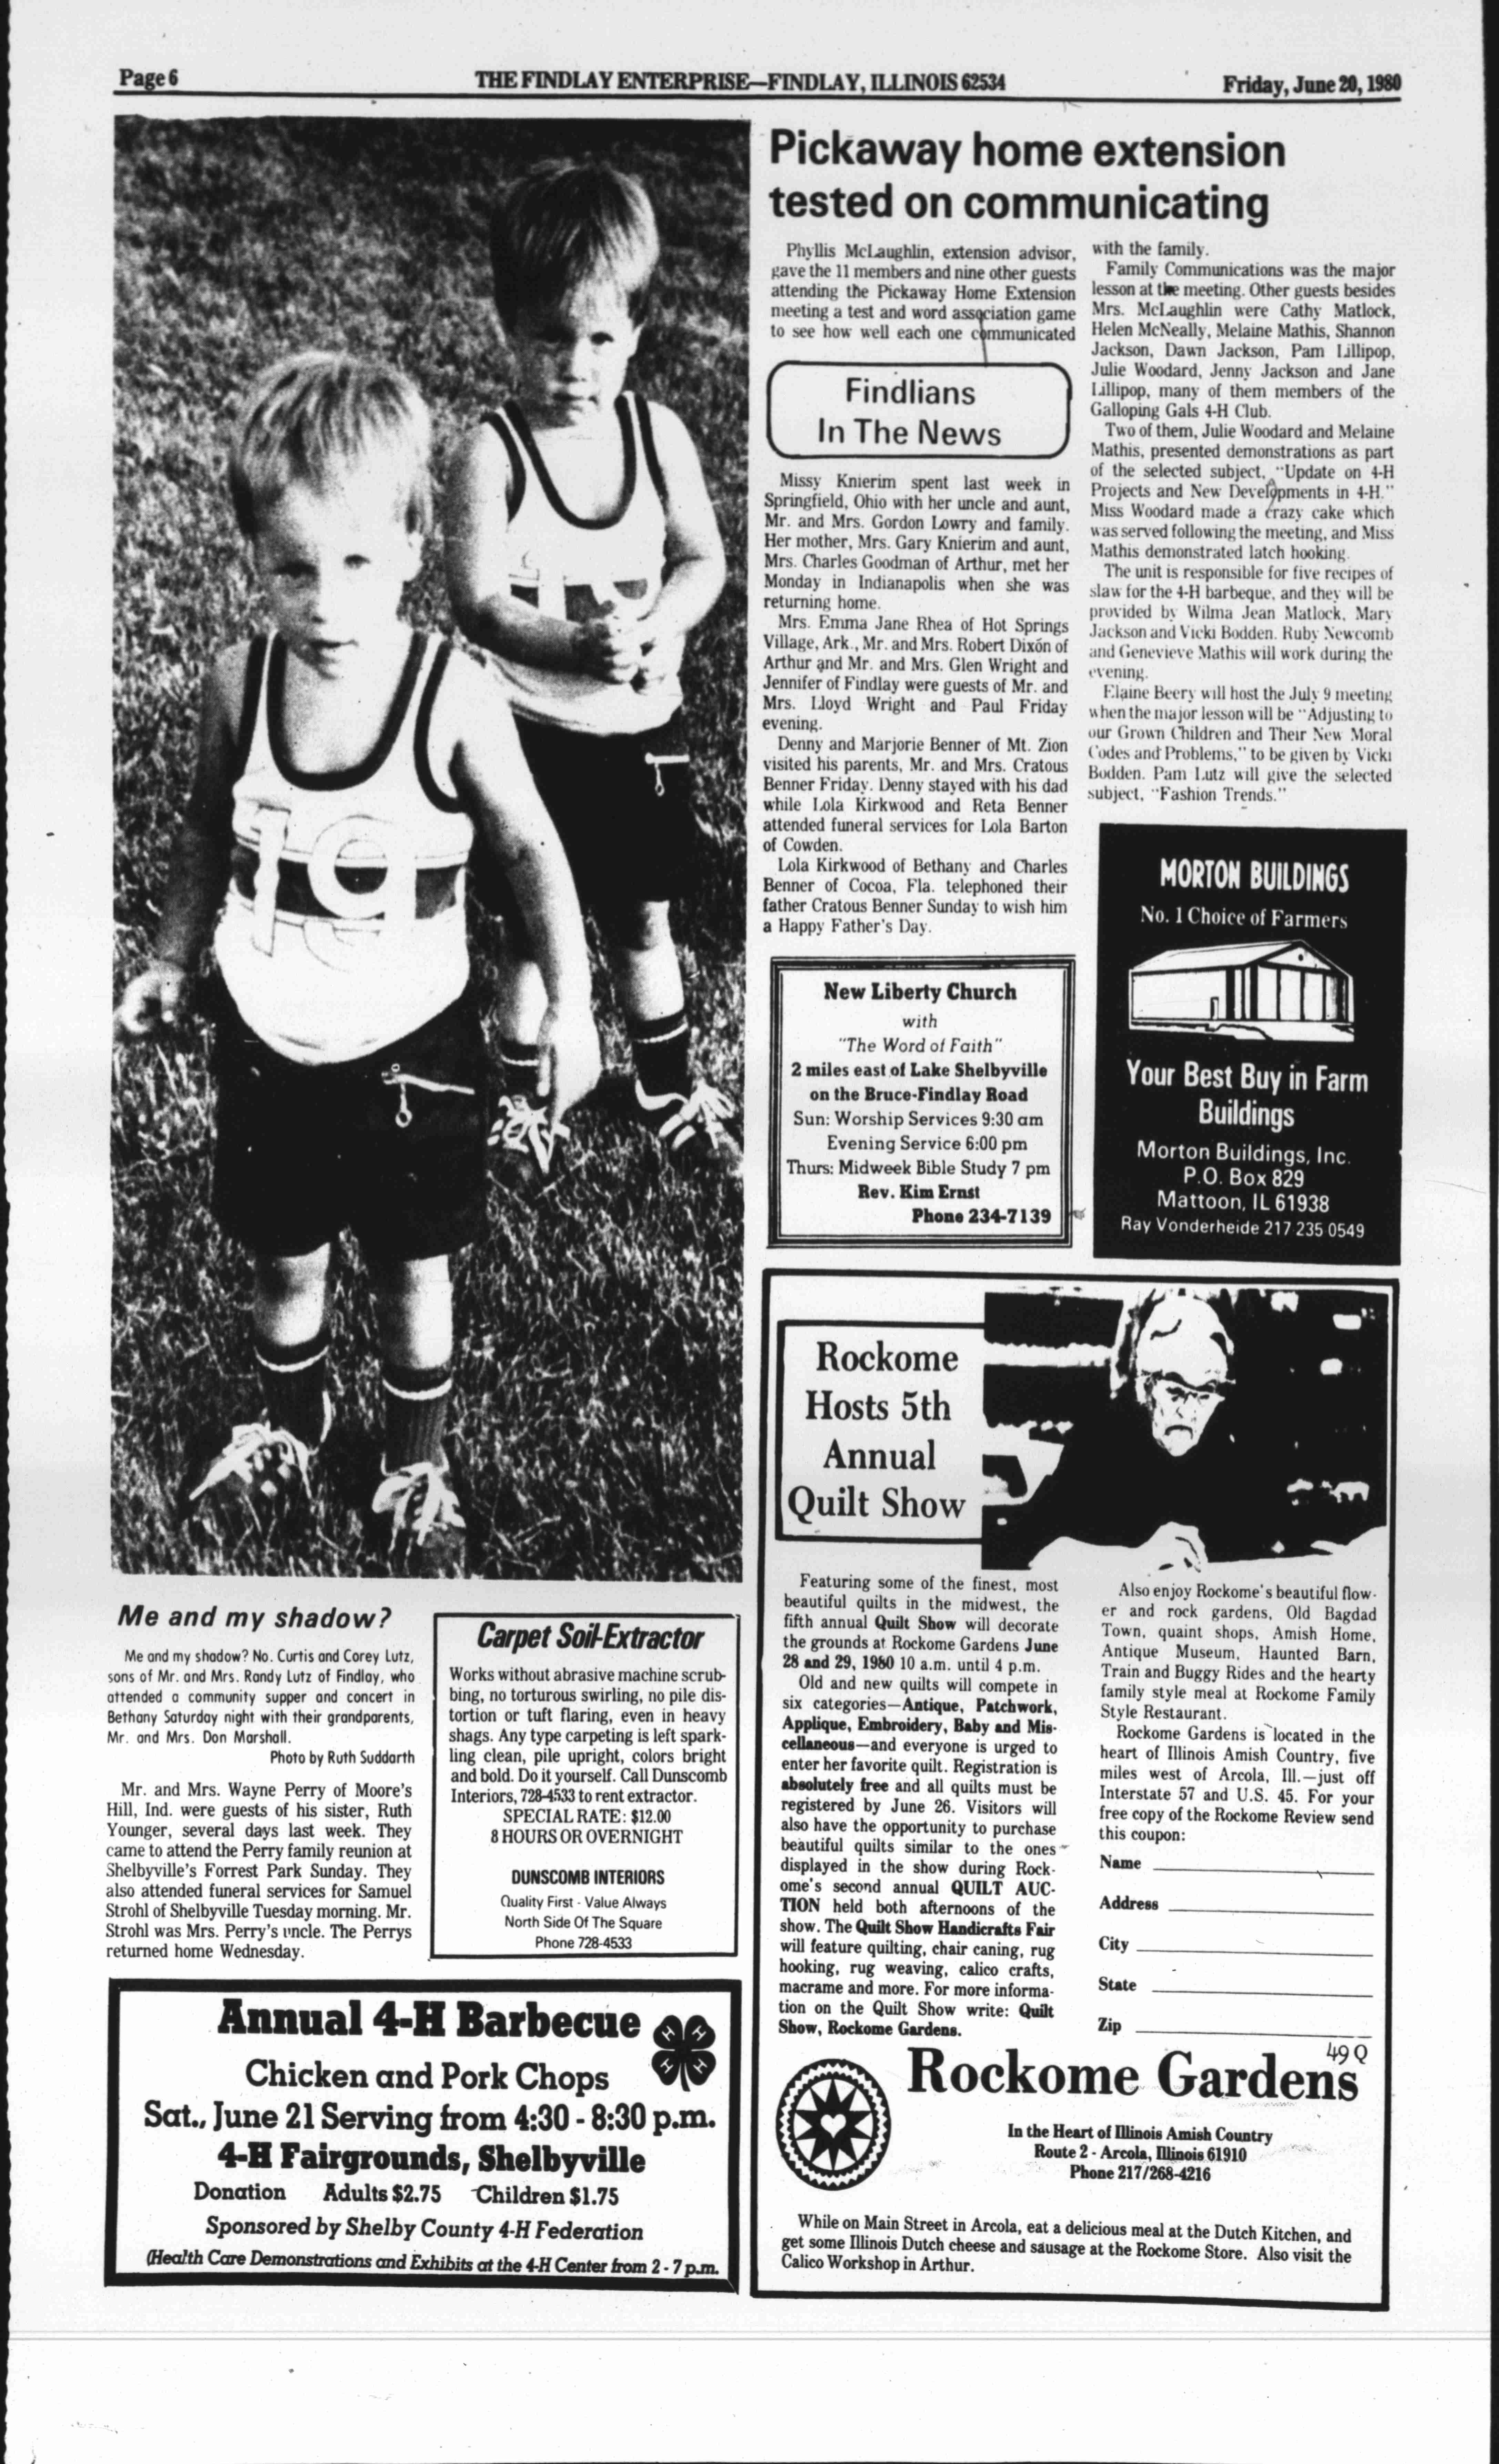 Page 6
THE FINDLAY ENTERPRISE—FINDLAY, ILLINOIS 62534
Friday, June 20, 1980
Pickaway home extension
tested on communicating
Phyllis McLaughlin, extension advisor,
gave the 11 members and nine other guests
attending the Pickaway Home Extension
meeting a test and word association game
to see how well each one communicated
with the family.
Family Communications was the major
lesson at the meeting. Other guests besides
Mrs. McLaughlin were Cathy Matlock,
Helen McNeally, Melaine Mathis, Shannon
Jackson, Dawn Jackson, Pam Lillipop,
Julie Woodard, Jenny Jackson and Jane
Lillipop, many of them members of the
Galloping Gals 4-H Club.
Two of them, Julie Woodard and Melaine
Mathis, presented demonstrations as part
of the selected subject, "Update on 4-H
Projects and New Developments in 4-H."
Miss Woodard made a crazy cake which
was served following the meeting, and Miss
Mathis demonstrated latch hooking.
The unit is responsible for five recipes of
slaw for the 4-H barbeque, and they will be
provided by Wilma Jean Matlock, Mary
Jackson and Vicki Bodden. Ruby Newcomb
and Genevieve Mathis will work during the
evening.
Elaine Beery will host the July 9 meeting
when the major lesson will be "Adjusting to
our Grown Children and Their New Moral
Codes and Problems," to be given by Vicki
Bodden. Pam Lutz will give the selected
subject, "Fashion Trends."
Findlians
In The News
Missy Knierim spent last week in
Springfield, Ohio with her uncle and aunt,
Mr. and Mrs. Gordon Lowry and family.
Her mother, Mrs. Gary Knierim and aunt,
Mrs. Charles Goodman of Arthur, met her
Monday in Indianapolis when she was
returning home.
Mrs. Emma Jane Rhea of Hot Springs
Village, Ark., Mr. and Mrs. Robert Dixon of
Arthur and Mr. and Mrs. Glen Wright and
Jennifer of Findlay were guests of Mr. and
Mrs. Lloyd Wright and Paul Friday
evening.
Denny and Marjorie Benner of Mt. Zion
visited his parents, Mr. and Mrs. Cratous
Benner Friday. Denny stayed with his dad
while Lola Kirkwood and Reta Benner
attended funeral services for Lola Barton
of Cowden.
Lola Kirkwood of Bethany and Charles
Benner of Cocoa, Fla. telephoned their
father Cratous Benner Sunday to wish him
a Happy Father's Day.
New Liberty Church
with
"The Word of Faith"
2 miles east of Lake Shelbyville
on the Bruce-Findlay Road
Sun: Worship Services 9:30 am
Evening Service 6:00 pm
Thurs: Midweek Bible Study 7 pm
Rev. Kim Ernst
Phone 234-7139
MORTON BUILDINGS
No. 1 Choice of Farmers
Your Best Buy in Farm
Buildings
Morton Buildings, Inc.
P.O. Box 829
Mattoon, IL 61938
Ray Vonderheide 217 235 0549
19
Me and my shadow?
Me and my shadow? No. Curtis and Corey Lutz,
sons of Mr. and Mrs. Randy Lutz of Findlay, who
attended a community supper and concert in
Bethany Saturday night with their grandparents,
Mr. and Mrs. Don Marshall.
Photo by Ruth Suddarth
Mr. and Mrs. Wayne Perry of Moore's
Hill, Ind. were guests of his sister, Ruth
Younger, several days last week. They
came to attend the Perry family reunion at
Shelbyville's Forrest Park Sunday. They
also attended funeral services for Samuel
Strohl of Shelbyville Tuesday morning. Mr.
Strohl was Mrs. Perry's uncle. The Perrys
returned home Wednesday.
Carpet Soil-Extractor
Works without abrasive machine scrub-
bing, no torturous swirling, no pile dis-
tortion or tuft flaring, even in heavy
shags. Any type carpeting is left spark-
ling clean, pile upright, colors bright
and bold. Do it yourself. Call Dunscomb
Interiors, 728-4533 to rent extractor.
SPECIAL RATE: $12.00
8 HOURS OR OVERNIGHT
DUNSCOMB INTERIORS
Quality First - Value Always
North Side Of The Square
Phone 728-4533
Annual 4-H Barbecue
H H H H
Chicken and Pork Chops
Sat., June 21 Serving from 4:30 - 8:30 p.m.
4-H Fairgrounds, Shelbyville
Donation Adults $2.75 Children $1.75
Sponsored by Shelby County 4-H Federation
(Health Care Demonstrations and Exhibits at the 4-H Center from 2 - 7 p.m.
Rockome
Hosts 5th
Annual
Quilt Show
Featuring some of the finest, most
beautiful quilts in the midwest, the
fifth annual Quilt Show will decorate
the grounds at Rockome Gardens June
28 and 29, 1980 10 a.m. until 4 p.m.
Old and new quilts will compete in
six categories—Antique, Patchwork,
Applique, Embroidery, Baby and Mis-
cellaneous—and everyone is urged to
enter her favorite quilt. Registration is
absolutely free and all quilts must be
registered by June 26. Visitors will
also have the opportunity to purchase
beautiful quilts similar to the ones
displayed in the show during Rock-
ome's second annual QUILT AUC-
TION held both afternoons of the
show. The Quilt Show Handicrafts Fair
will feature quilting, chair caning, rug
hooking, rug weaving, calico crafts,
macrame and more. For more informa-
tion on the Quilt Show write: Quilt
Show, Rockome Gardens.
Also enjoy Rockome's beautiful flow-
er and rock gardens, Old Bagdad
Town, quaint shops, Amish Home,
Antique Museum, Haunted Barn,
Train and Buggy Rides and the hearty
family style meal at Rockome Family
Style Restaurant.
Rockome Gardens is located in the
heart of Illinois Amish Country, five
miles west of Arcola, Ill.—just off
Interstate 57 and U.S. 45. For your
free copy of the Rockome Review send
this coupon:
Name
Address
City
State
Zip
49 Q
Rockome Gardens
In the Heart of Illinois Amish Country
Route 2 - Arcola, Illinois 61910
Phone 217/268-4216
While on Main Street in Arcola, eat a delicious meal at the Dutch Kitchen, and
get some Illinois Dutch cheese and sausage at the Rockome Store. Also visit the
Calico Workshop in Arthur.